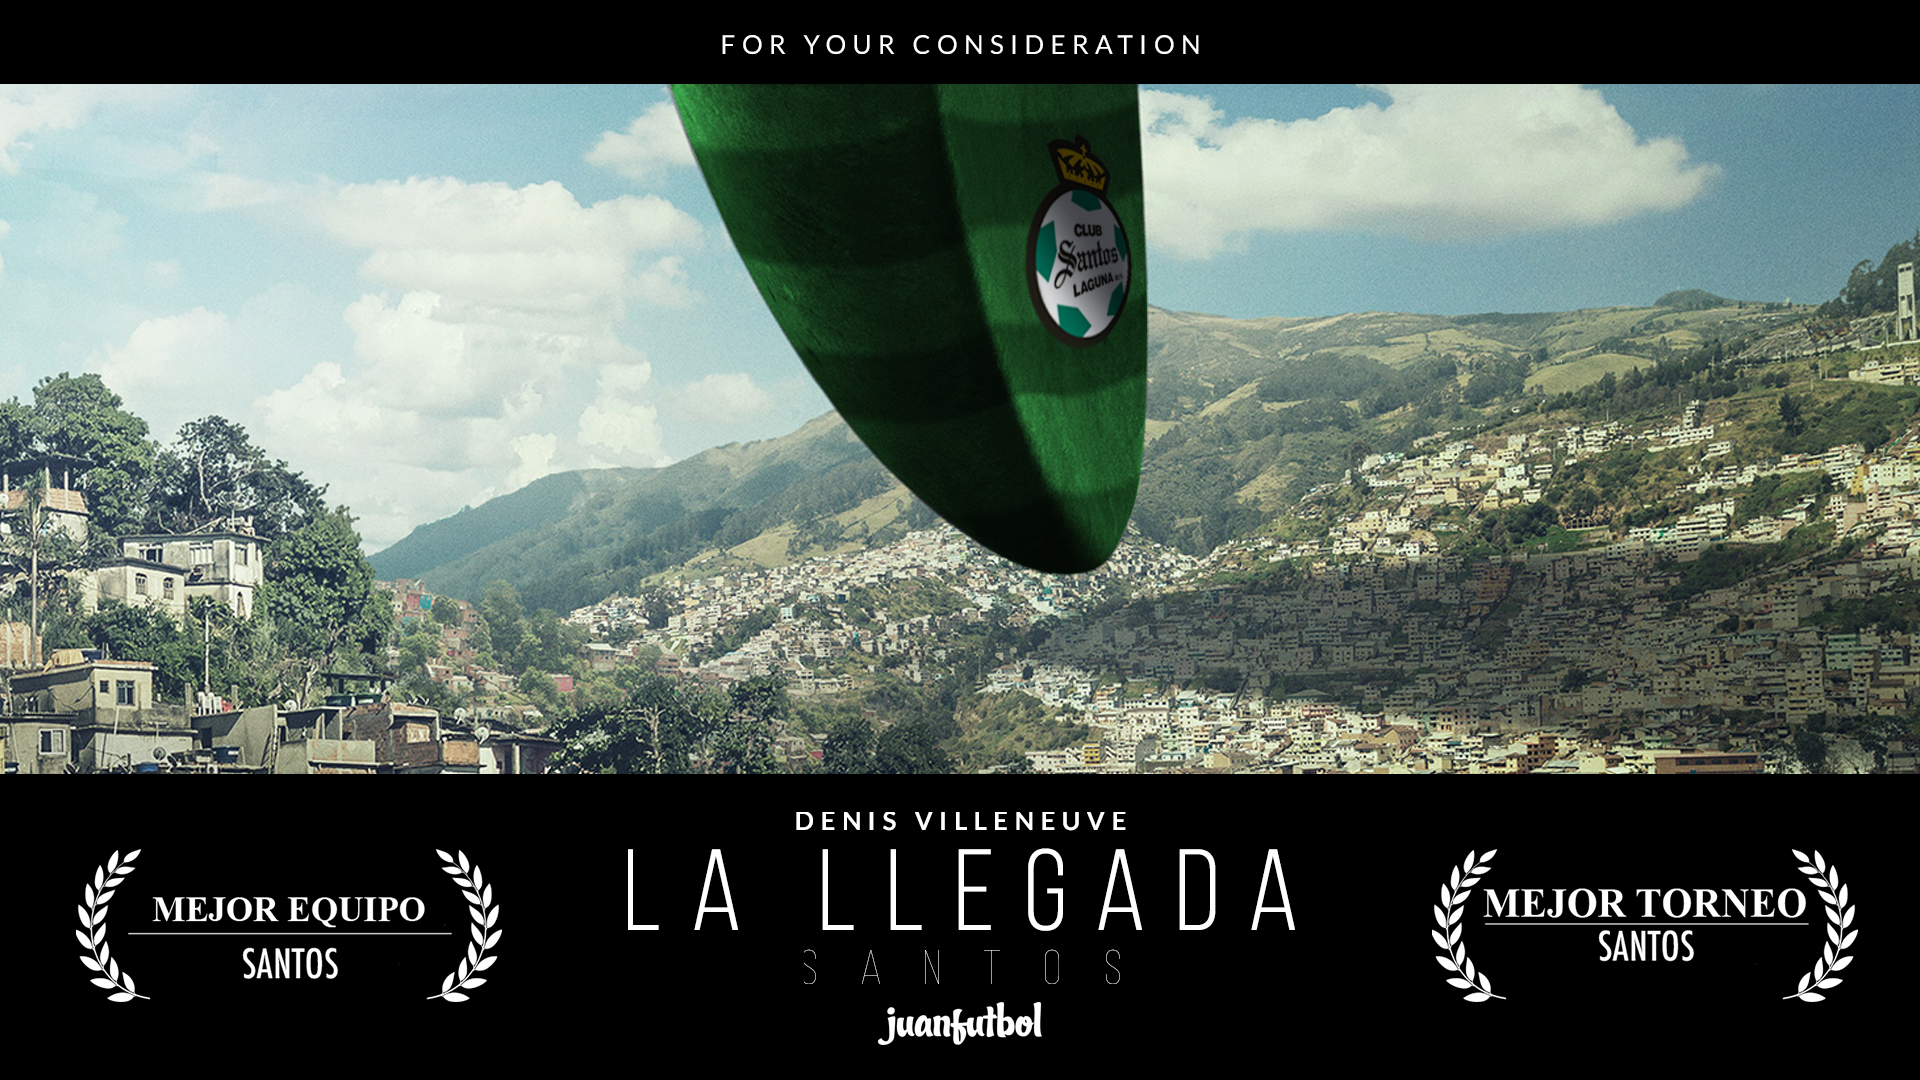 FOR YOUR CONSIDERATION
CLUB
Santos
LAGUNA
DENIS VILLENEUVE
LA LLEGADA
SANTOS
juanfutbol
MEJOR EQUIPO
SANTOS
MEJOR TORNEO
SANTOS